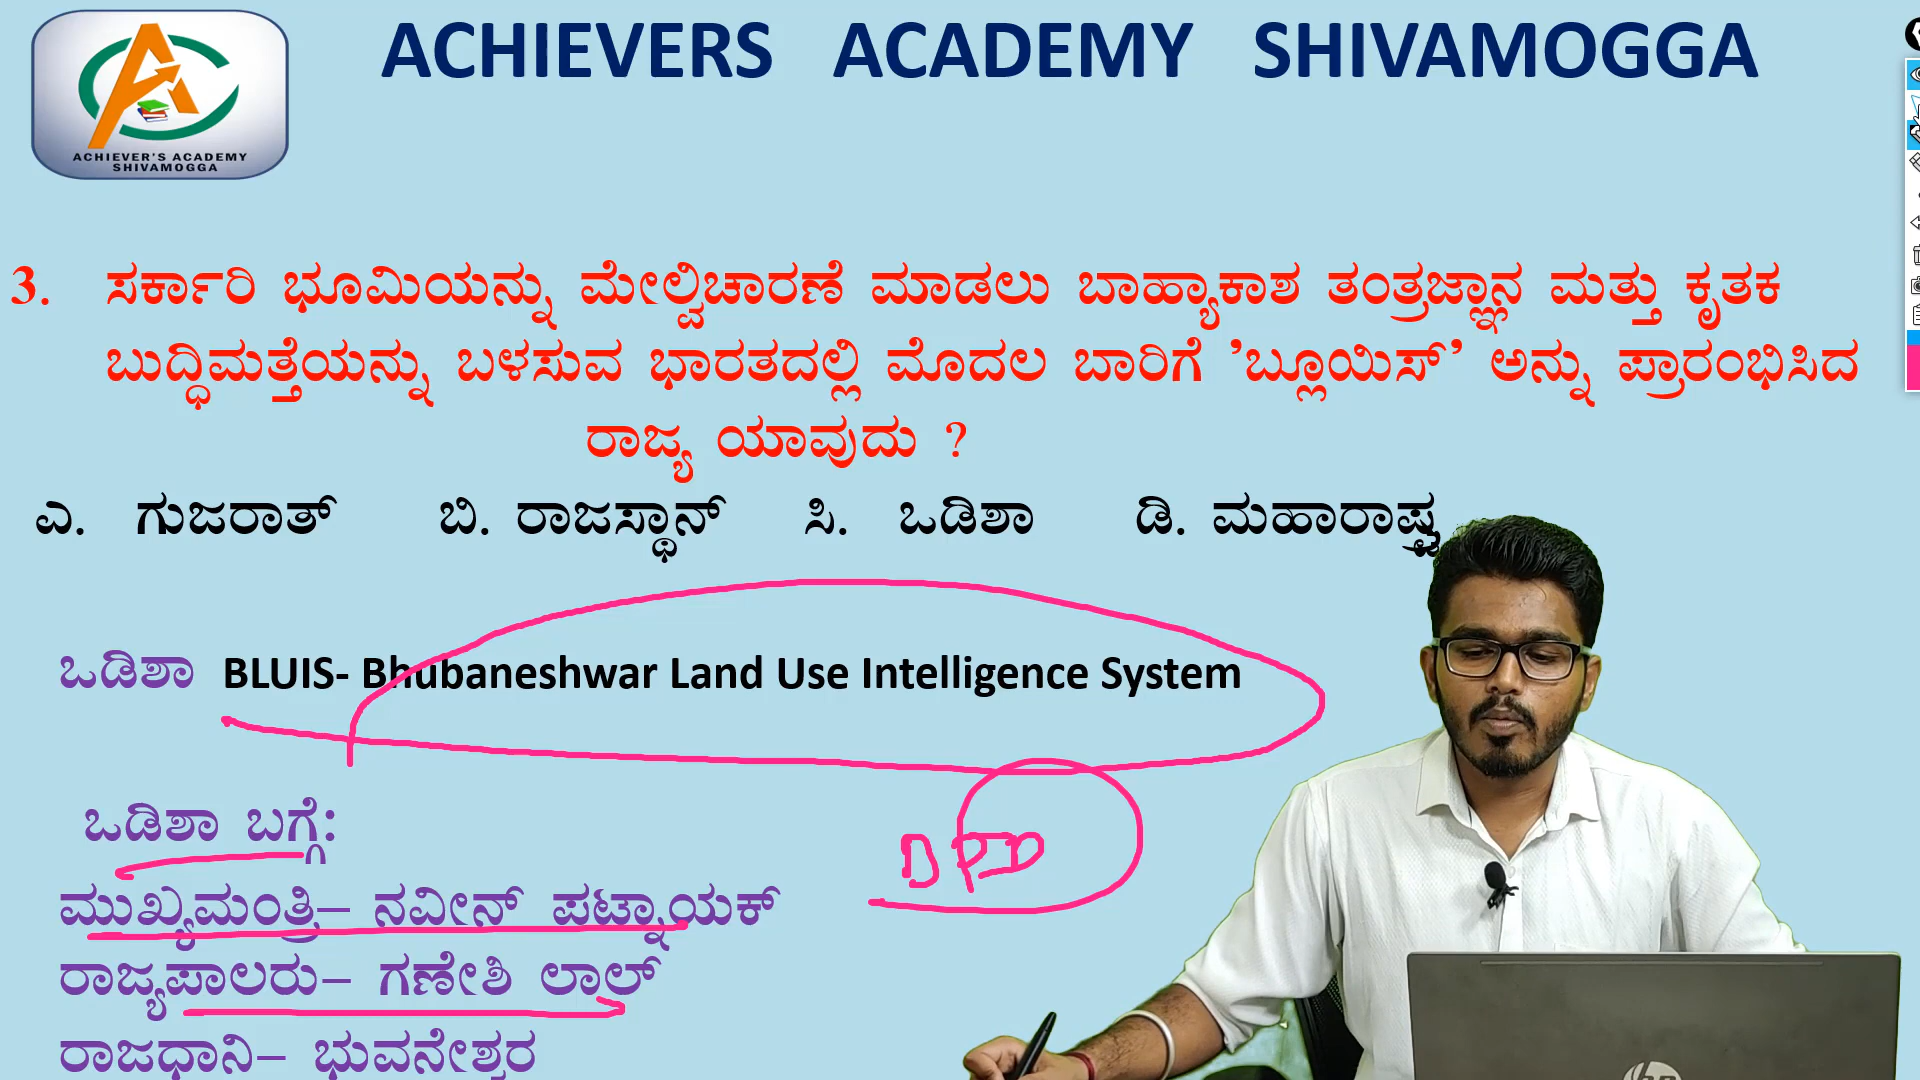 ACHIEVERS ACADEMY SHIVAMOGGA
ACHIEVER'S ACADEMY
SHIVAMOGGA
3. ಸರ್ಕಾರಿ ಭೂಮಿಯನ್ನು ಮೇಲ್ವಿಚಾರಣೆ ಮಾಡಲು ಬಾಹ್ಯಾಕಾಶ ತಂತ್ರಜ್ಞಾನ ಮತ್ತು ಕೃತಕ
ಬುದ್ಧಿಮತ್ತೆಯನ್ನು ಬಳಸುವ ಭಾರತದಲ್ಲಿ ಮೊದಲ ಬಾರಿಗೆ 'ಬ್ಲೂಯಿಸ್' ಅನ್ನು ಪ್ರಾರಂಭಿಸಿದ
ರಾಜ್ಯ ಯಾವುದು ?
ಎ. ಗುಜರಾತ್ ಬಿ. ರಾಜಸ್ಥಾನ್ ಸಿ. ಒಡಿಶಾ ಡಿ. ಮಹಾರಾಷ್ಟ್ರ
ಒಡಿಶಾ BLUIS- Bhubaneshwar Land Use Intelligence System
ಒಡಿಶಾ ಬಗ್ಗೆ:
ಮುಖ್ಯಮಂತ್ರಿ– ನವೀನ್ ಪಟ್ನಾಯಕ್
ರಾಜ್ಯಪಾಲರು– ಗಣೇಶಿ ಲಾಲ್
ರಾಜಧಾನಿ– ಭುವನೇಶ್ವರ
hp